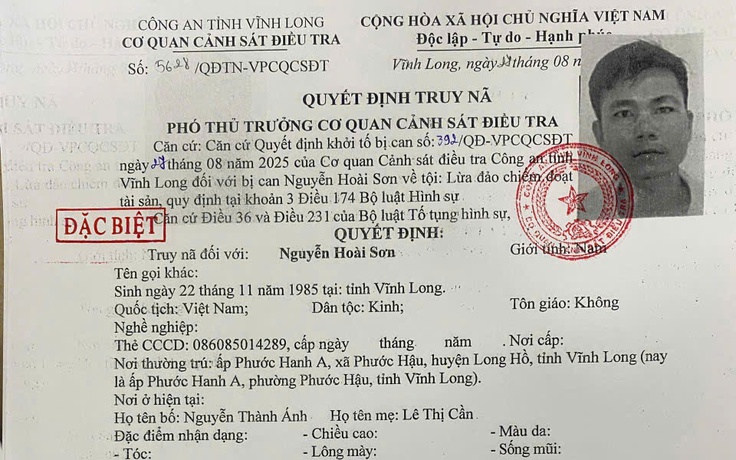 CÔNG AN TỈNH VĨNH LONG
CƠ QUAN CẢNH SÁT ĐIỀU TRA
CỘNG HÒA XÃ HỘI CHỦ NGHĨA VIỆT NAM
Độc lập - Tự do - Hạnh phúc
Số: 5628/QĐTN-VPCQCSĐT
Vĩnh Long, ngày 28 tháng 08 năm
QUYẾT ĐỊNH TRUY NÃ
PHÓ THỦ TRƯỞNG CƠ QUAN CẢNH SÁT ĐIỀU TRA
Căn cứ: Căn cứ Quyết định khởi tố bị can số: 392/QĐ-VPCQCSĐT
ngày 27 tháng 08 năm 2025 của Cơ quan Cảnh sát điều tra Công an tỉnh
Vĩnh Long đối với bị can Nguyễn Hoài Sơn về tội: Lừa đảo chiếm đoạt
tài sản, quy định tại khoản 3 Điều 174 Bộ luật Hình sự
Căn cứ Điều 36 và Điều 231 của Bộ luật Tố tụng hình sự,
ĐẶC BIỆT
QUYẾT ĐỊNH:
Truy nã đối với: Nguyễn Hoài Sơn Giới tính: Nam
Tên gọi khác:
Sinh ngày 22 tháng 11 năm 1985 tại: tỉnh Vĩnh Long.
Quốc tịch: Việt Nam; Dân tộc: Kinh; Tôn giáo: Không
Nghề nghiệp:
Thẻ CCCD: 086085014289, cấp ngày tháng năm . Nơi cấp:
Nơi thường trú: ấp Phước Hanh A, xã Phước Hậu, huyện Long Hồ, tỉnh Vĩnh Long (nay
là ấp Phước Hanh A, phường Phước Hậu, tỉnh Vĩnh Long).
Nơi ở hiện tại:
Họ tên bố: Nguyễn Thành Ánh Họ tên mẹ: Lê Thị Cần
Đặc điểm nhận dạng: - Chiều cao: - Màu da:
- Tóc: - Lông mày: - Sống mũi: